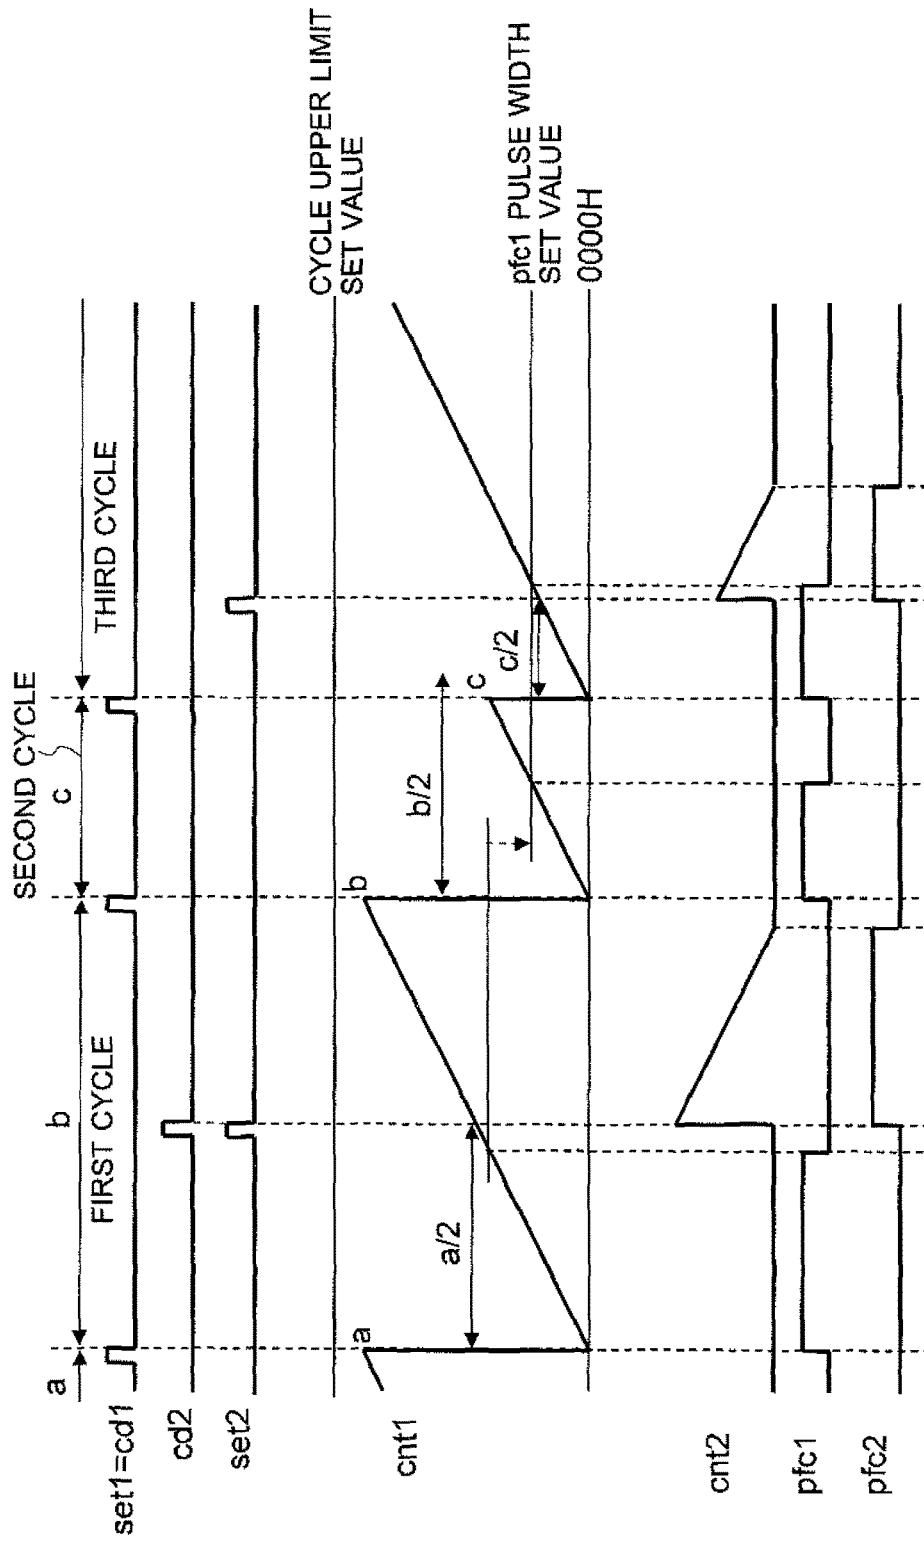 SECOND CYCLE
a
b
c
FIRST CYCLE
THIRD CYCLE
set1=cd1
cd2
set2
CYCLE UPPER LIMIT
SET VALUE
a
b
c
cnt1
a/2
b/2
c/2
pfc1 PULSE WIDTH
SET VALUE
0000H
cnt2
pfc1
pfc2